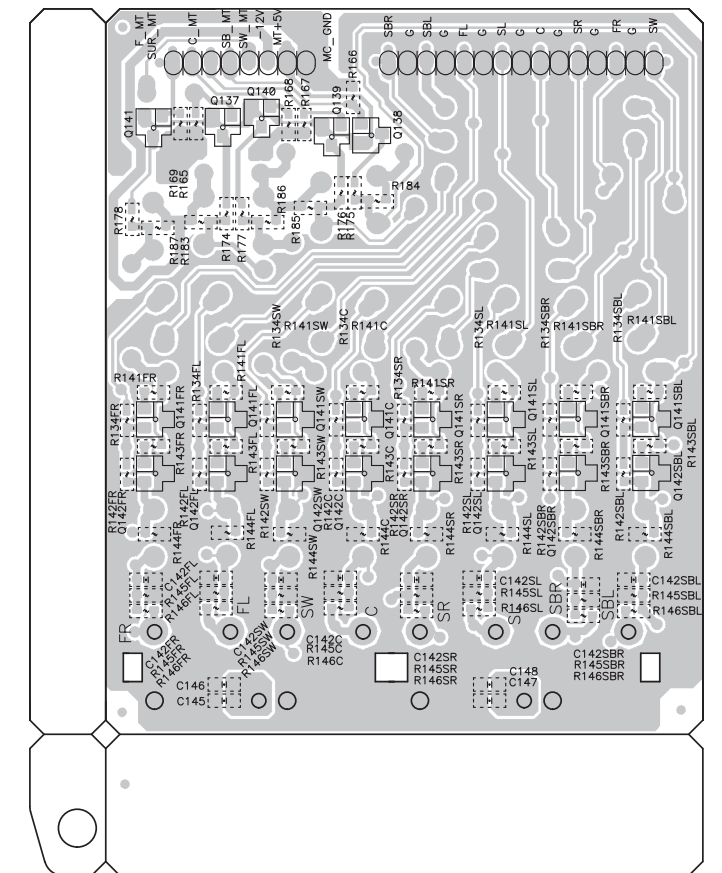 F_MT
SUR_MT
C_MT
SB_MT
SW_MT
-12V
MT+5V
MC_GND
SBR
G
SBL
G
FL
G
SL
G
C
G
SR
G
FR
G
SW
R166
Q141
Q137
Q140
R168
R167
Q139
Q138
R169
R165
R178
R187
R183
R174
R177
R186
R185
R176
R175
R184
R134SW
R141SW
R134C
R141C
R134SL
R141SL
R134SBR
R141SBR
R134SBL
R141SBL
R141FR
R134FL
R141FL
R134SR
R141SR
R134FR
Q141FR
Q141FL
Q141SW
Q141C
Q141SR
Q141SL
Q141SBR
Q141SBL
R143FR
R143FL
R143SW
R143C
R143SR
R143SL
R143SBR
R143SBL
R142FR
Q142FR
R142FL
Q142FL
R142SW
Q142SW
R142C
Q142C
R142SR
Q142SR
R142SL
Q142SL
R142SBR
Q142SBR
R142SBL
Q142SBL
R144FR
R144FL
R144SW
R144C
R144SR
R144SL
R144SBR
R144SBL
C142FL
R145FL
R146FL
C142SL
R145SL
R146SL
C142SBL
R145SBL
R146SBL
FR
FL
SW
C
SR
SBR
SBL
C142FR
R145FR
R146FR
C142SW
R145SW
R146SW
C142C
R145C
R146C
C142SR
R145SR
R146SR
C142SBR
R145SBR
R146SBR
C146
C145
C148
C147